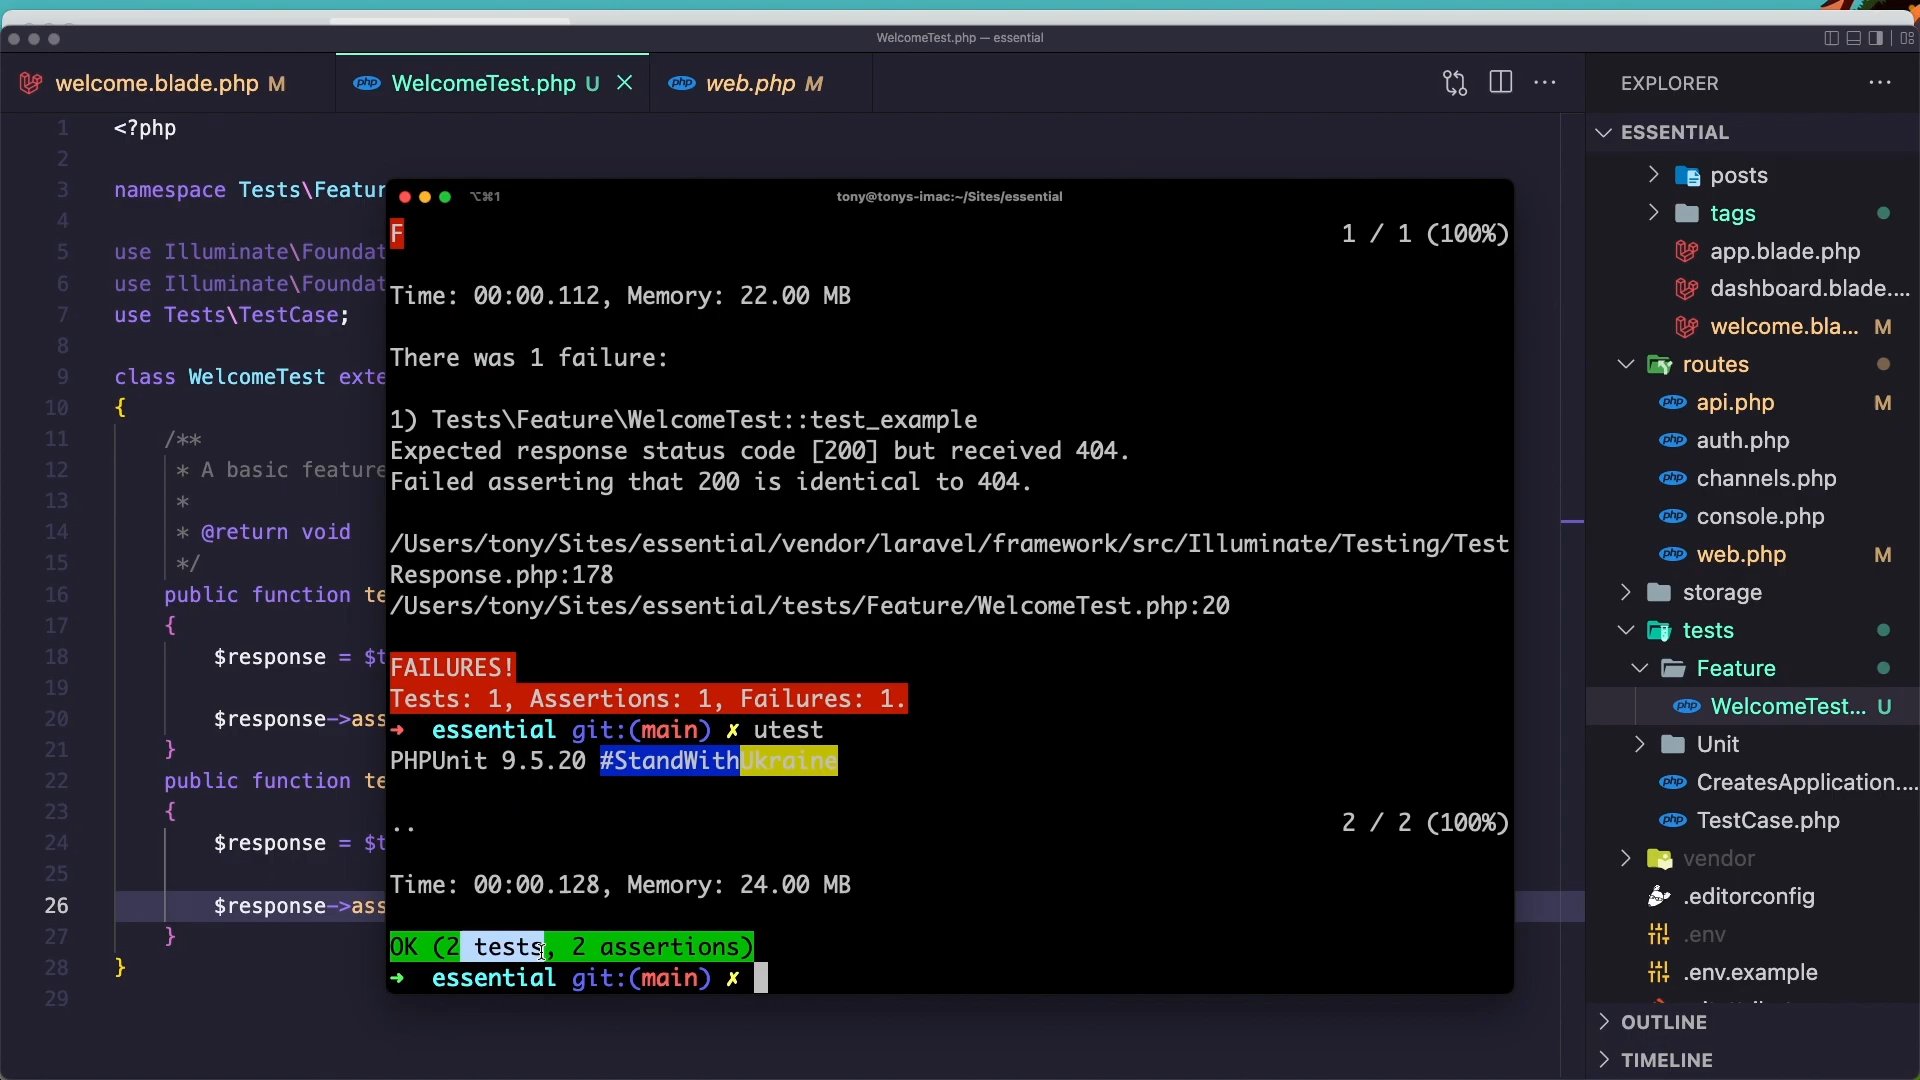 WelcomeTest.php — essential
welcome.blade.php M
WelcomeTest.php U
web.php M
EXPLORER
1 <?php
2
3 namespace Tests\Featur
4
5 use Illuminate\Foundat
6 use Illuminate\Foundat
7 use Tests\TestCase;
8
9 class WelcomeTest exte
10 {
11 /**
12 * A basic feature
13 *
14 * @return void
15 */
16 public function te
17 {
18 $response = $t
19
20 $response->ass
21 }
22 public function te
23 {
24 $response = $t
25
26 $response->ass
27 }
28 }
29
⌥⌘1
tony@tonys-imac:~/Sites/essential
F 1 / 1 (100%)
Time: 00:00.112, Memory: 22.00 MB
There was 1 failure:
1) Tests\Feature\WelcomeTest::test_example
Expected response status code [200] but received 404.
Failed asserting that 200 is identical to 404.
/Users/tony/Sites/essential/vendor/laravel/framework/src/Illuminate/Testing/Test
Response.php:178
/Users/tony/Sites/essential/tests/Feature/WelcomeTest.php:20
FAILURES!
Tests: 1, Assertions: 1, Failures: 1.
➜ essential git:(main) ✗ utest
PHPUnit 9.5.20 #StandWithUkraine
.. 2 / 2 (100%)
Time: 00:00.128, Memory: 24.00 MB
OK (2 tests, 2 assertions)
➜ essential git:(main) ✗
ESSENTIAL
posts
tags
app.blade.php
dashboard.blade....
welcome.bla... M
routes
api.php M
auth.php
channels.php
console.php
web.php M
storage
tests
Feature
WelcomeTest... U
Unit
CreatesApplication....
TestCase.php
vendor
.editorconfig
.env
.env.example
OUTLINE
TIMELINE